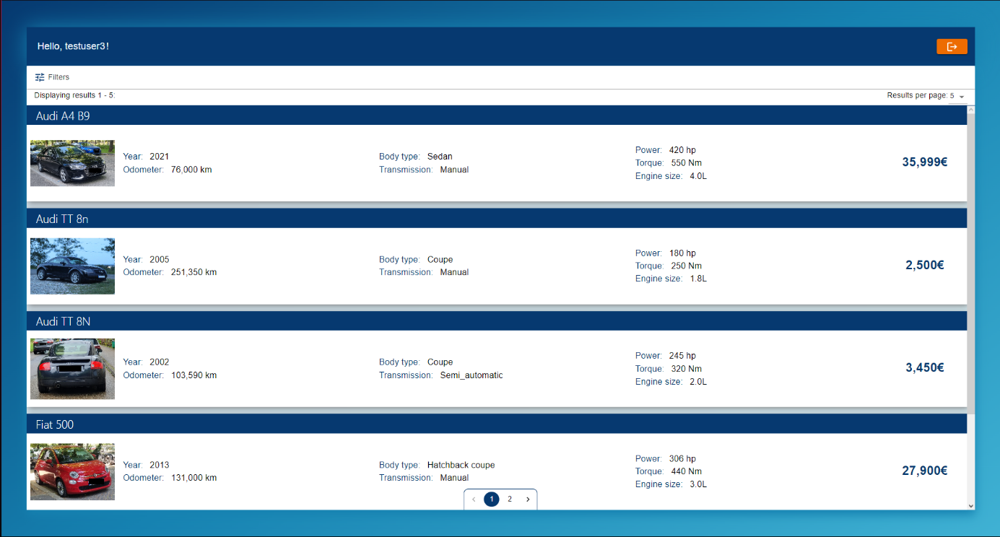 Hello, testuser3!
Filters
Displaying results 1 - 5:
Results per page: 5
Audi A4 B9
Year: 2021
Odometer: 76,000 km
Body type: Sedan
Transmission: Manual
Power: 420 hp
Torque: 550 Nm
Engine size: 4.0L
35,999€
Audi TT 8n
Year: 2005
Odometer: 251,350 km
Body type: Coupe
Transmission: Manual
Power: 180 hp
Torque: 250 Nm
Engine size: 1.8L
2,500€
Audi TT 8N
Year: 2002
Odometer: 103,590 km
Body type: Coupe
Transmission: Semi_automatic
Power: 245 hp
Torque: 320 Nm
Engine size: 2.0L
3,450€
Fiat 500
Year: 2013
Odometer: 131,000 km
Body type: Hatchback coupe
Transmission: Manual
Power: 306 hp
Torque: 440 Nm
Engine size: 3.0L
27,900€
1 2